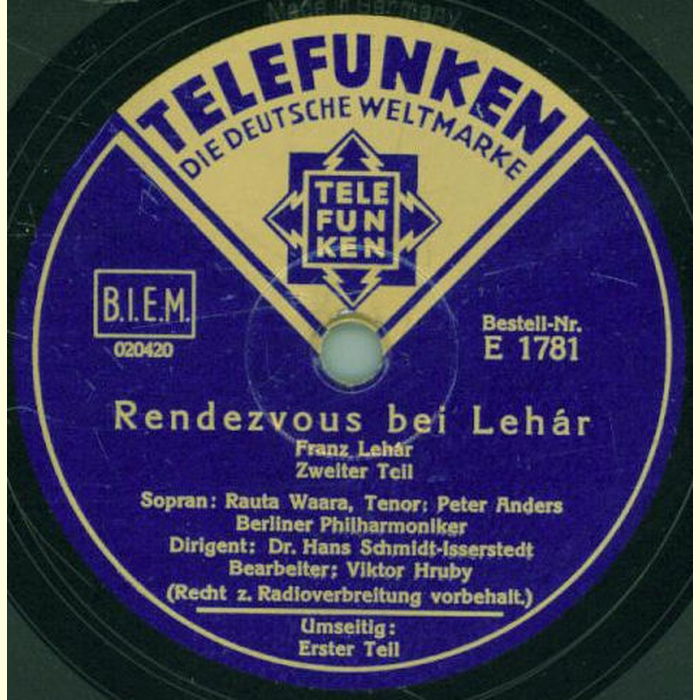 Made in Germany
TELEFUNKEN
DIE DEUTSCHE WELTMARKE
TELE
FUN
KEN
B.I.E.M.
020420
Bestell-Nr.
E 1781
Rendezvous bei Lehár
Franz Lehár
Zweiter Teil
Sopran: Rauta Waara, Tenor: Peter Anders
Berliner Philharmoniker
Dirigent: Dr. Hans Schmidt-Isserstedt
Bearbeiter: Viktor Hruby
(Recht z. Radioverbreitung vorbehalt.)
Umseitig:
Erster Teil